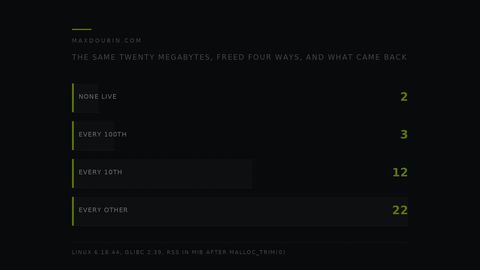 MAXDOURIN.COM
THE SAME TWENTY MEGABYTES, FREED FOUR WAYS, AND WHAT CAME BACK
NONE LIVE 2
EVERY 100TH 3
EVERY 10TH 12
EVERY OTHER 22
LINUX 6.18.44, GLIBC 2.39, RSS IN MIB AFTER MALLOC_TRIM(0)